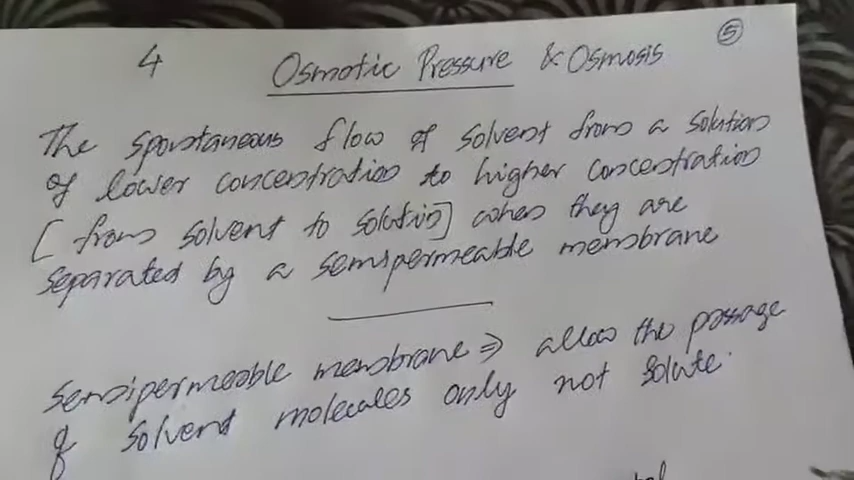 4 Osmotic Pressure & Osmosis 5
The spontaneous flow of solvent from a solution
of lower concentration to higher concentration
[from solvent to solution] when they are
separated by a semipermeable membrane
Semipermeable membrane ⇒ allow the passage
of solvent molecules only not solute.